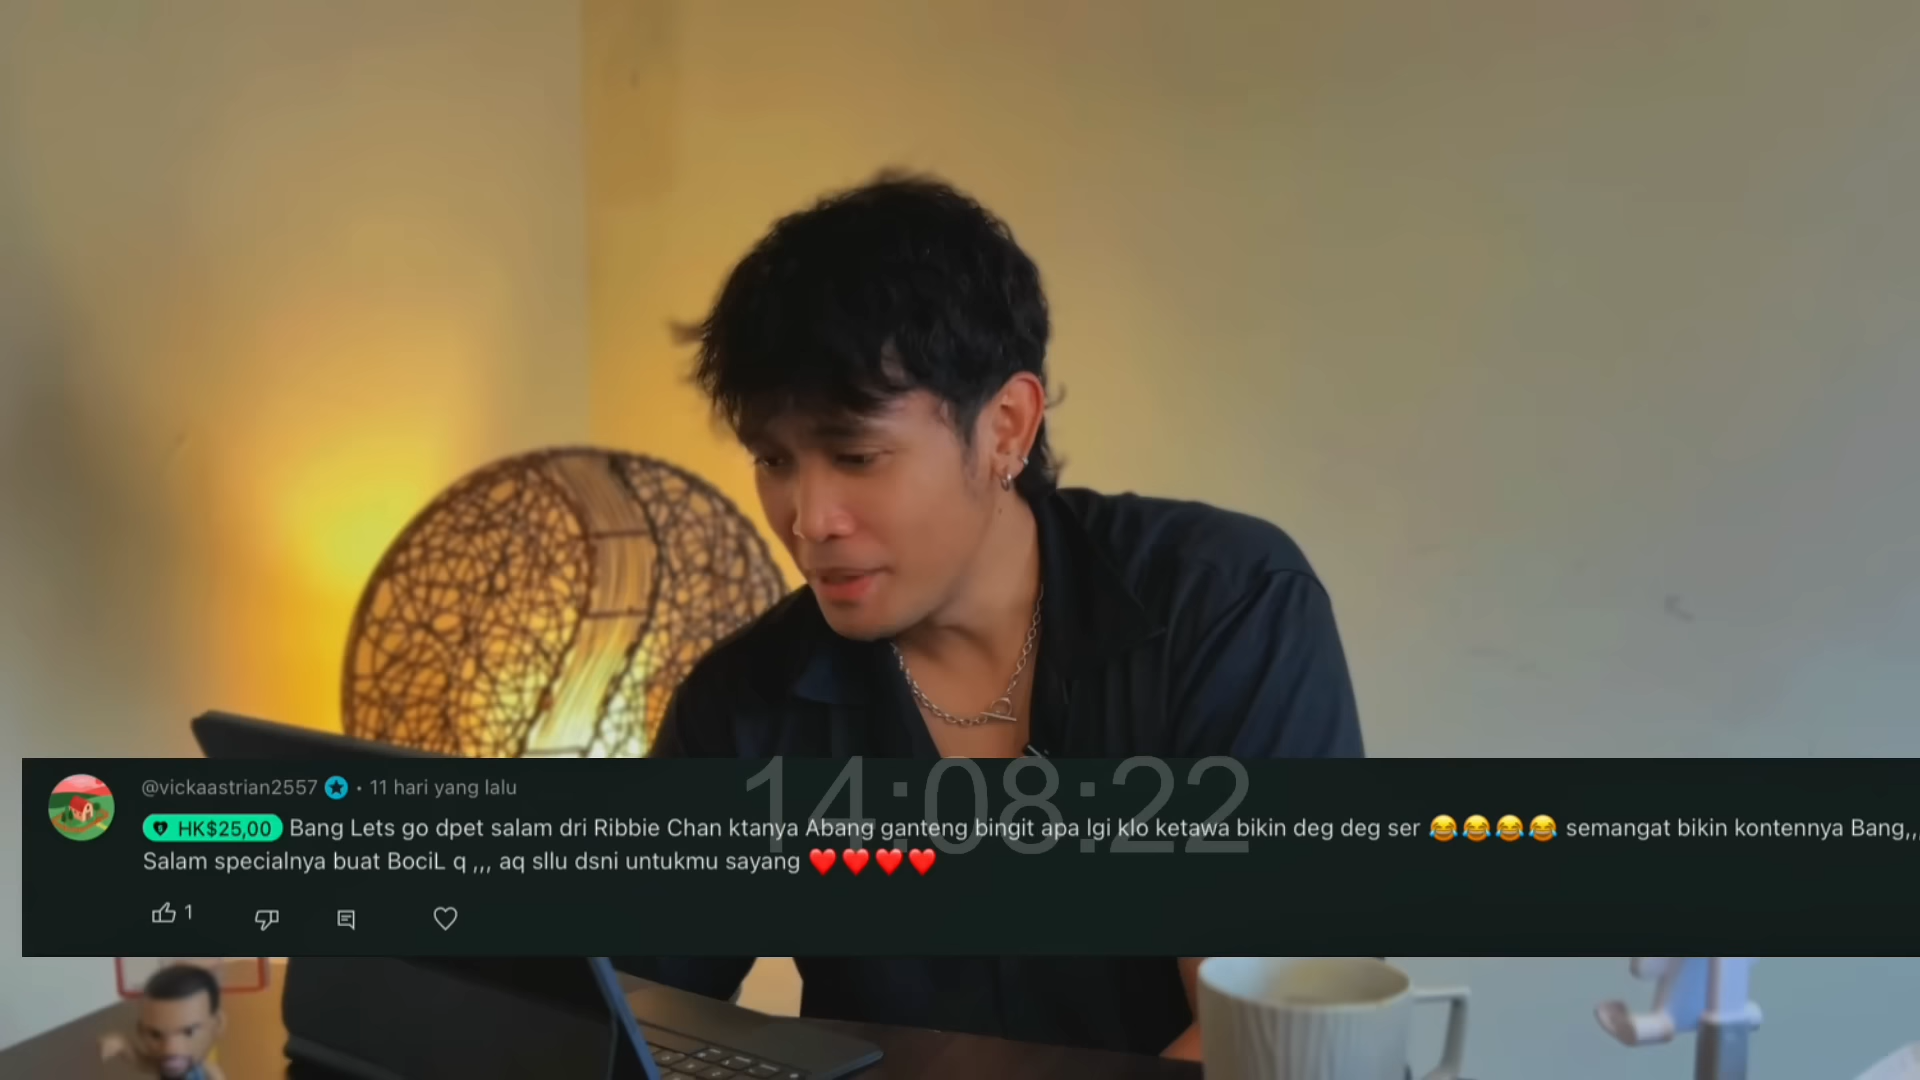 @vickaastrian2557 • 11 hari yang lalu
HK$25,00 Bang Lets go dpet salam dri Ribbie Chan ktanya Abang ganteng bingit apa lgi klo ketawa bikin deg deg ser 😂😂😂😂 semangat bikin kontennya Bang,,,
Salam specialnya buat BociL q ,,, aq sllu dsni untukmu sayang ❤️❤️❤️❤️
1
14:08:22